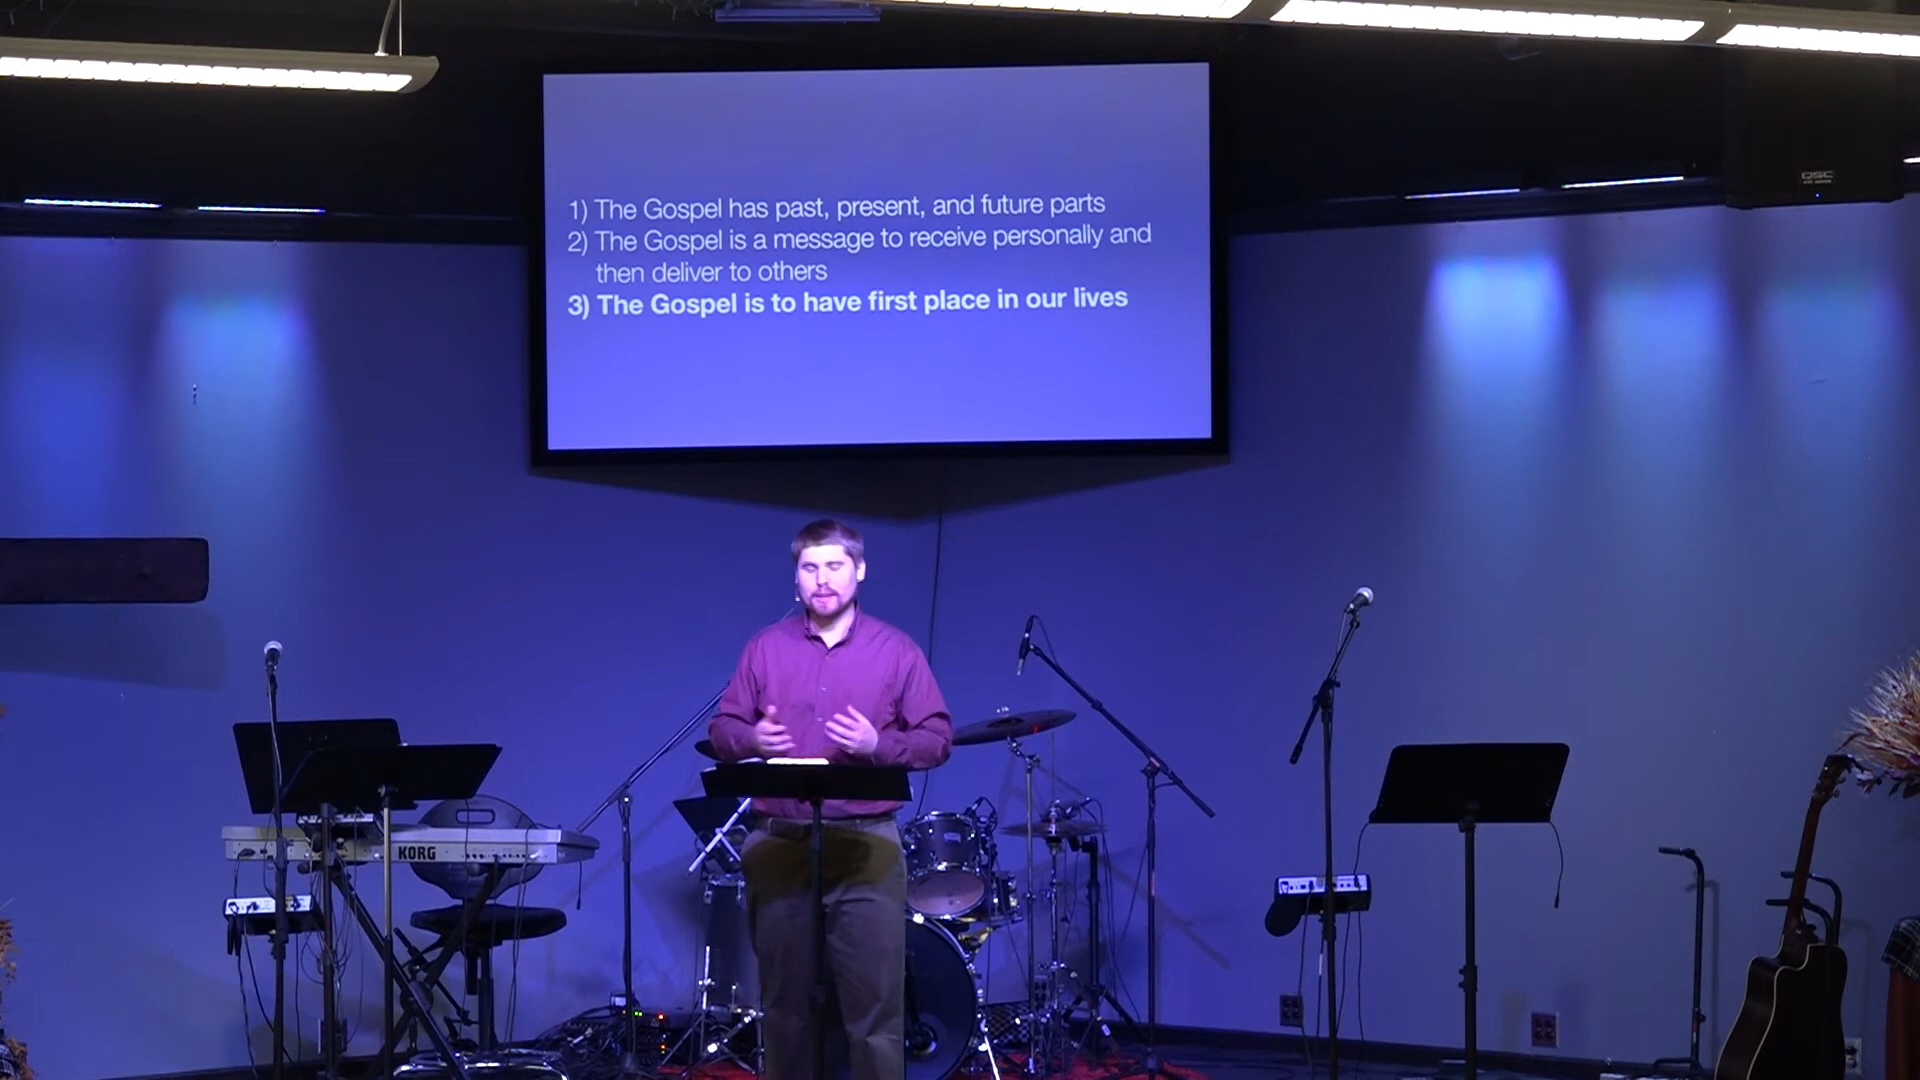 1) The Gospel has past, present, and future parts
2) The Gospel is a message to receive personally and
then deliver to others
3) The Gospel is to have first place in our lives
QSC
KORG